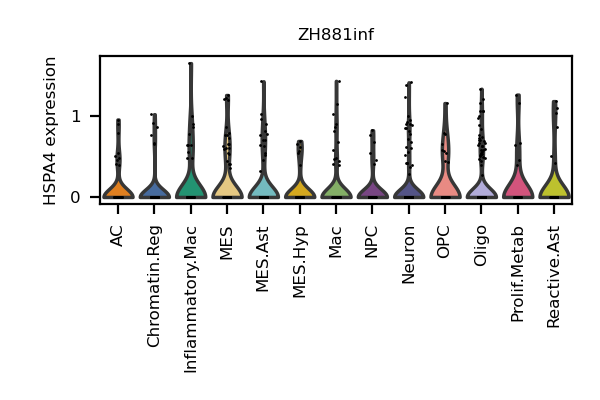 ZH881inf
HSPA4 expression
1
0
AC
Chromatin.Reg
Inflammatory.Mac
MES
MES.Ast
MES.Hyp
Mac
NPC
Neuron
OPC
Oligo
Prolif.Metab
Reactive.Ast